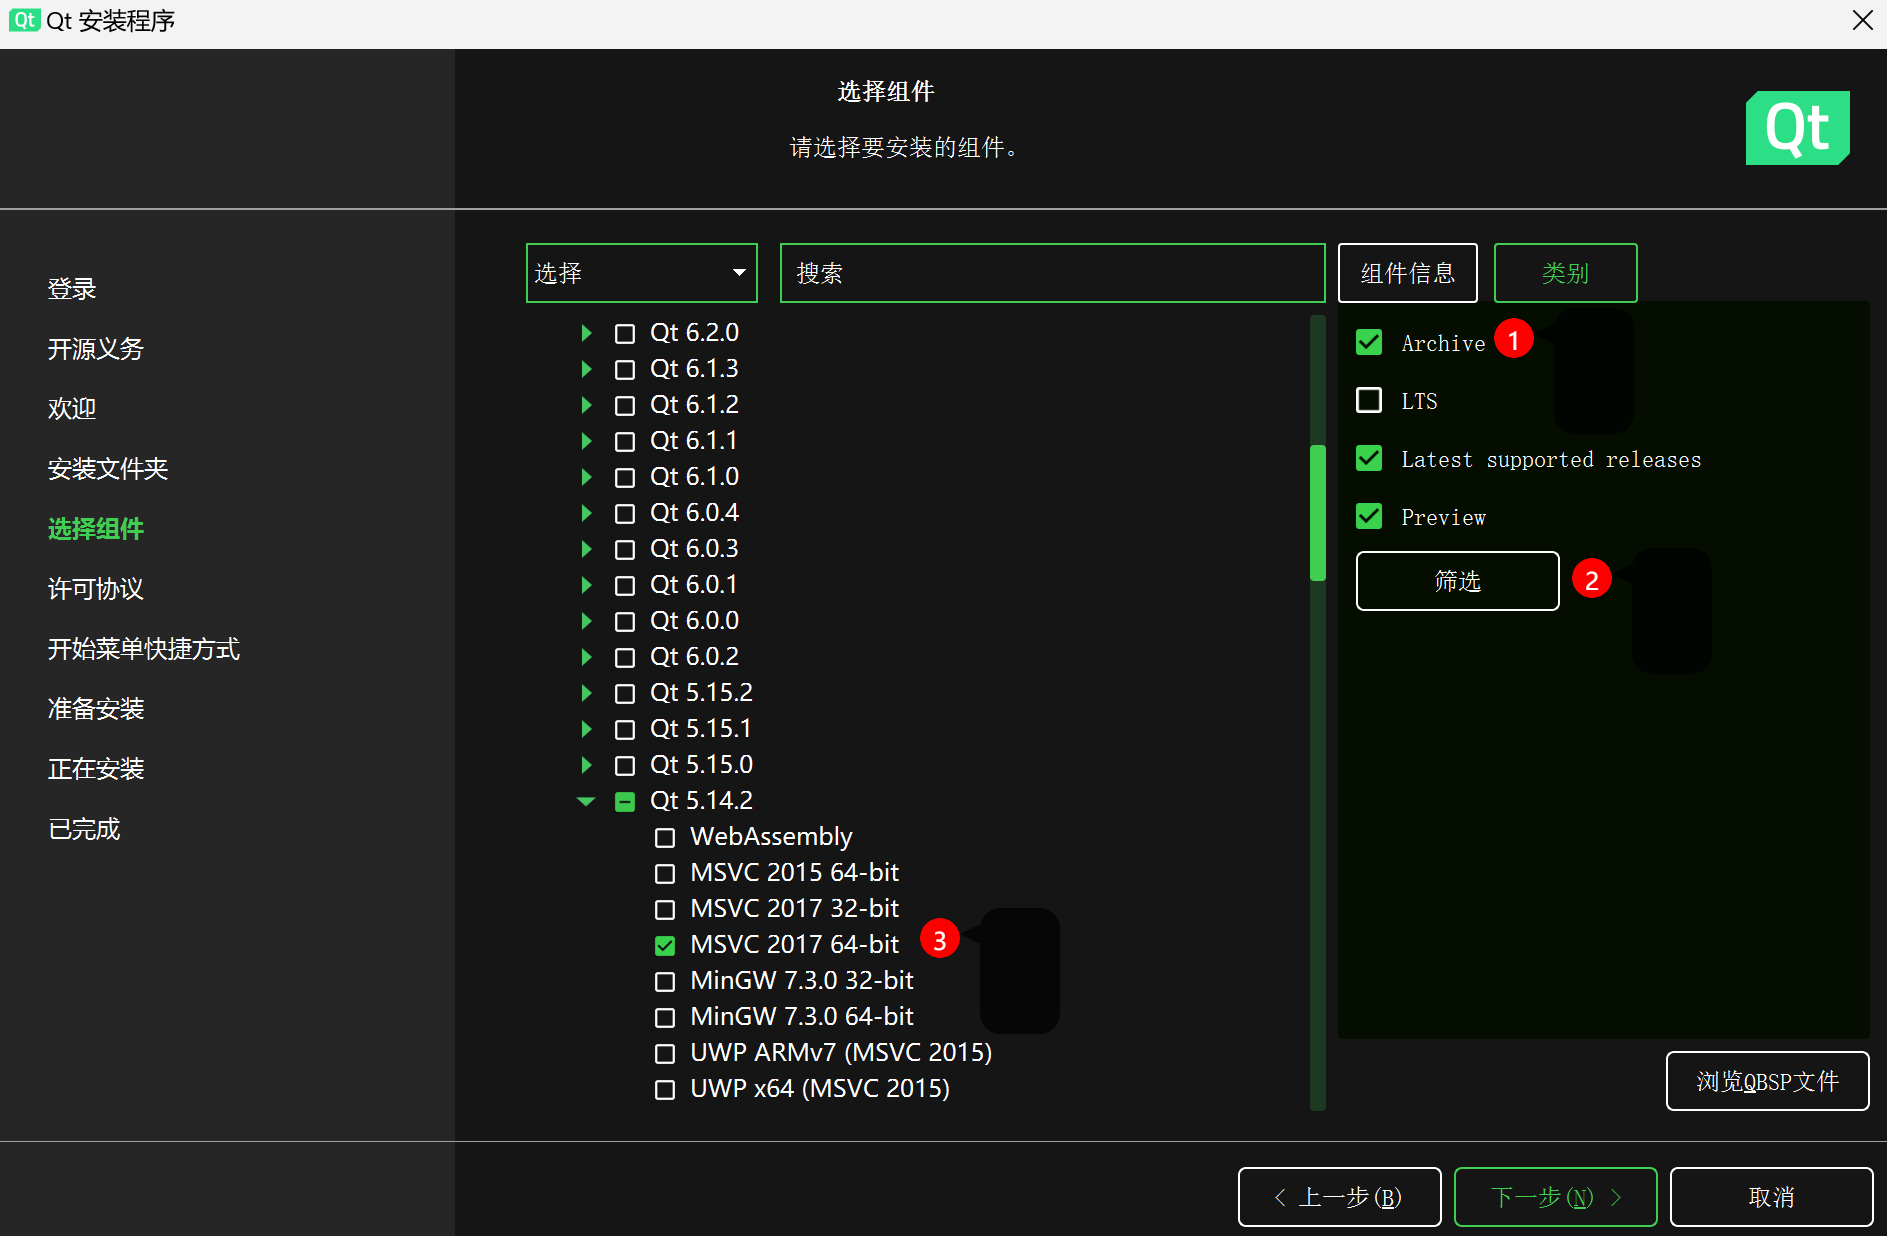 Qt Qt 安装程序
选择组件
请选择要安装的组件。
Qt
登录
开源义务
欢迎
安装文件夹
选择组件
许可协议
开始菜单快捷方式
准备安装
正在安装
已完成
选择
搜索
Qt 6.2.0
Qt 6.1.3
Qt 6.1.2
Qt 6.1.1
Qt 6.1.0
Qt 6.0.4
Qt 6.0.3
Qt 6.0.1
Qt 6.0.0
Qt 6.0.2
Qt 5.15.2
Qt 5.15.1
Qt 5.15.0
Qt 5.14.2
WebAssembly
MSVC 2015 64-bit
MSVC 2017 32-bit
MSVC 2017 64-bit 3
MinGW 7.3.0 32-bit
MinGW 7.3.0 64-bit
UWP ARMv7 (MSVC 2015)
UWP x64 (MSVC 2015)
组件信息
类别
Archive 1
LTS
Latest supported releases
Preview
筛选 2
浏览QBSP文件
< 上一步(B)
下一步(N) >
取消